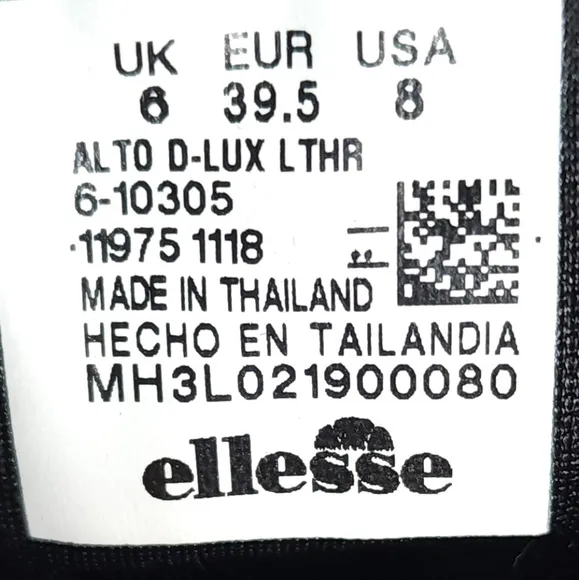 UK EUR USA
6 39.5 8
ALTO D-LUX LTHR
6-10305
11975 1118
MADE IN THAILAND
HECHO EN TAILANDIA
MH3L021900080
ellesse